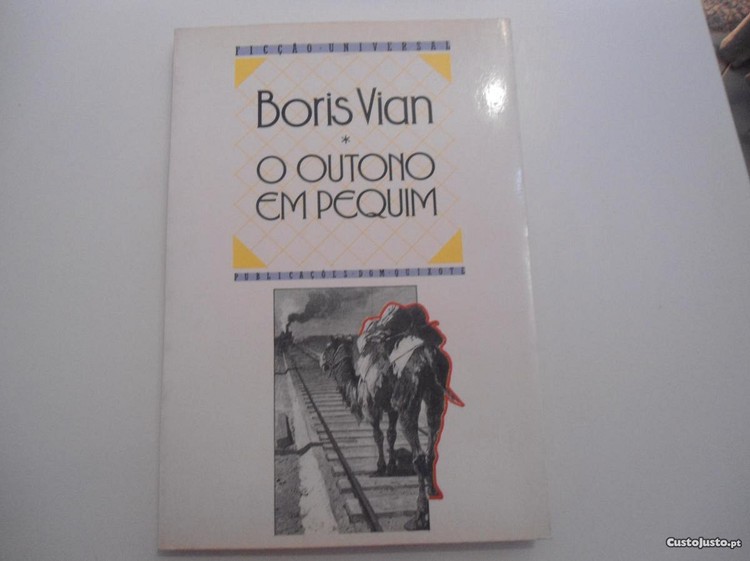 FICÇÃO UNIVERSAL
Boris Vian
*
O OUTONO
EM PEQUIM
PUBLICAÇÕES DOM QUIXOTE
CustoJusto.pt